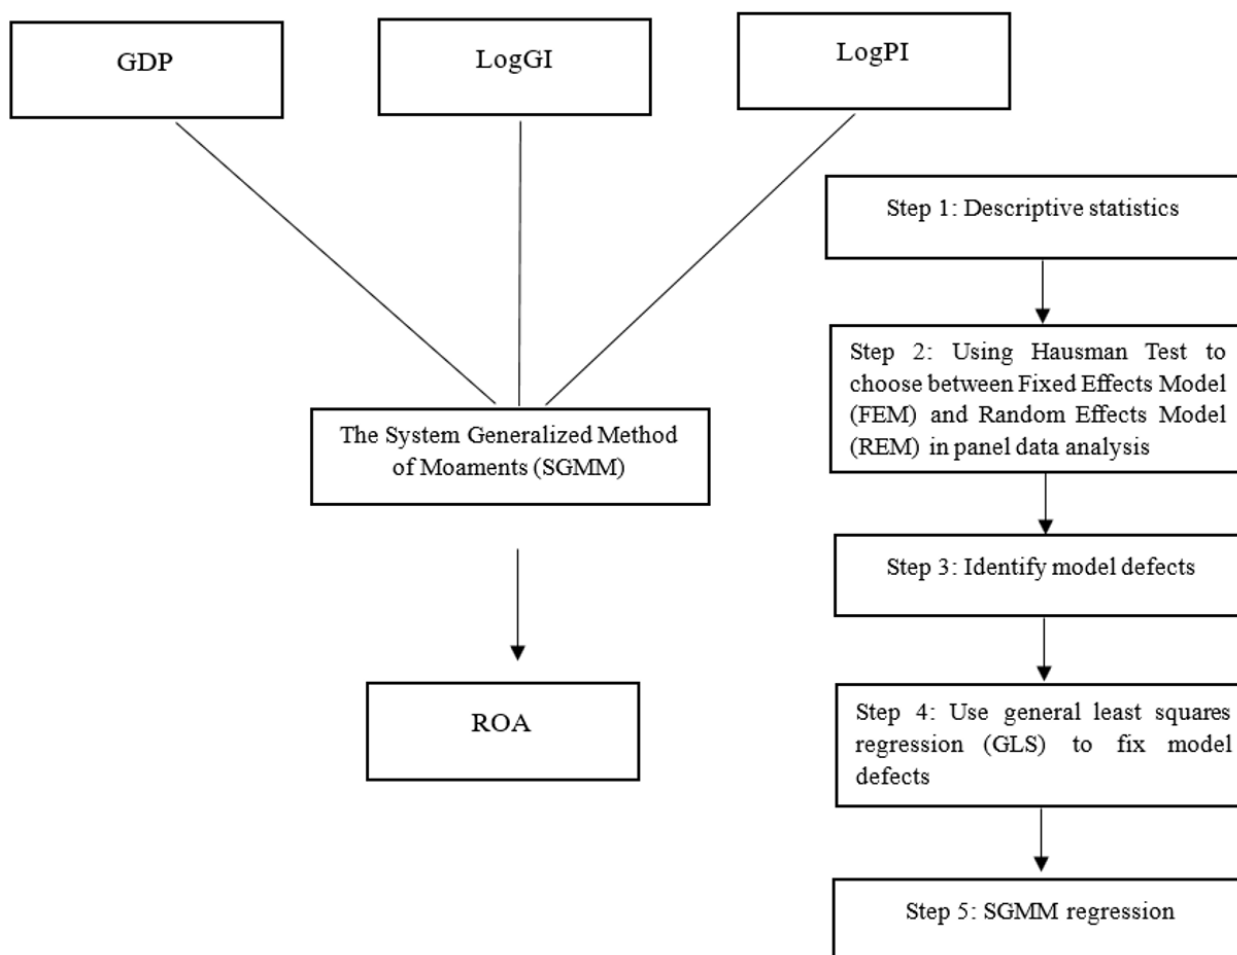 GDP
LogGI
LogPI
The System Generalized Method
of Moaments (SGMM)
ROA
Step 1: Descriptive statistics
Step 2: Using Hausman Test to
choose between Fixed Effects Model
(FEM) and Random Effects Model
(REM) in panel data analysis
Step 3: Identify model defects
Step 4: Use general least squares
regression (GLS) to fix model
defects
Step 5: SGMM regression